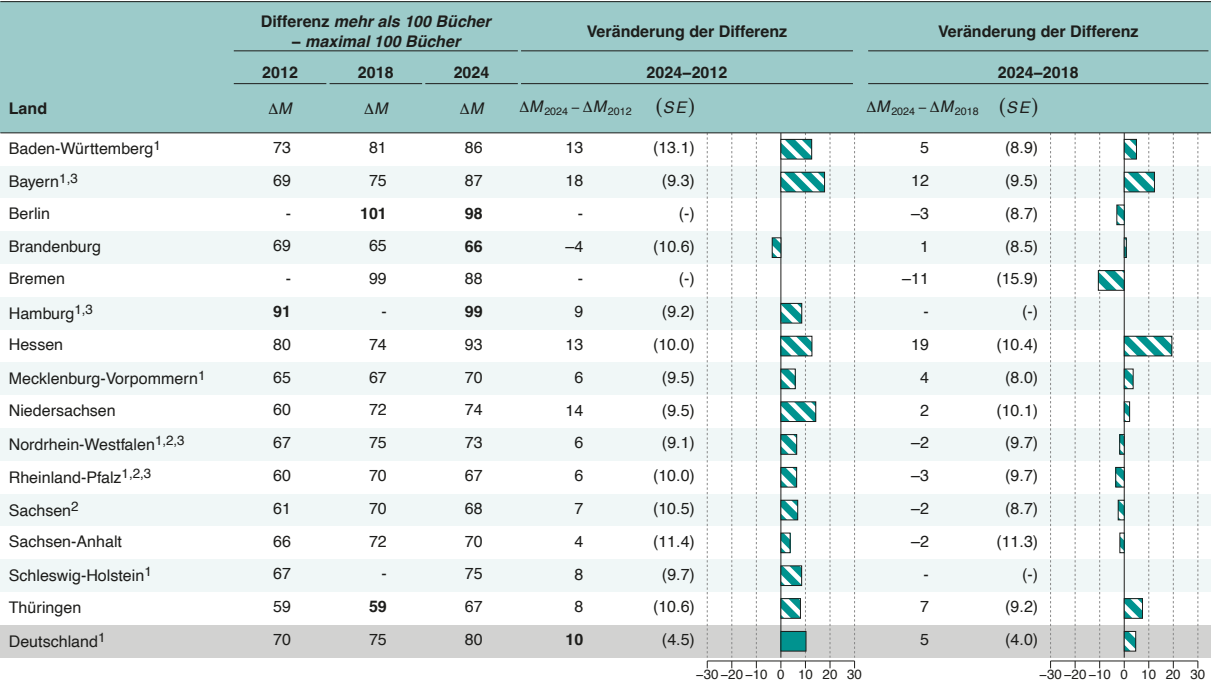 Differenz mehr als 100 Bücher – maximal 100 Bücher Veränderung der Differenz Veränderung der Differenz
2012 2018 2024 2024–2012 2024–2018
Land ΔM ΔM ΔM ΔM2024 – ΔM2012 (SE) ΔM2024 – ΔM2018 (SE)
Baden-Württemberg1 73 81 86 13 (13.1) 5 (8.9)
Bayern1,3 69 75 87 18 (9.3) 12 (9.5)
Berlin - 101 98 - (-) –3 (8.7)
Brandenburg 69 65 66 –4 (10.6) 1 (8.5)
Bremen - 99 88 - (-) –11 (15.9)
Hamburg1,3 91 - 99 9 (9.2) - (-)
Hessen 80 74 93 13 (10.0) 19 (10.4)
Mecklenburg-Vorpommern1 65 67 70 6 (9.5) 4 (8.0)
Niedersachsen 60 72 74 14 (9.5) 2 (10.1)
Nordrhein-Westfalen1,2,3 67 75 73 6 (9.1) –2 (9.7)
Rheinland-Pfalz1,2,3 60 70 67 6 (10.0) –3 (9.7)
Sachsen2 61 70 68 7 (10.5) –2 (8.7)
Sachsen-Anhalt 66 72 70 4 (11.4) –2 (11.3)
Schleswig-Holstein1 67 - 75 8 (9.7) - (-)
Thüringen 59 59 67 8 (10.6) 7 (9.2)
Deutschland1 70 75 80 10 (4.5) 5 (4.0)
–30 –20 –10 0 10 20 30 –30 –20 –10 0 10 20 30